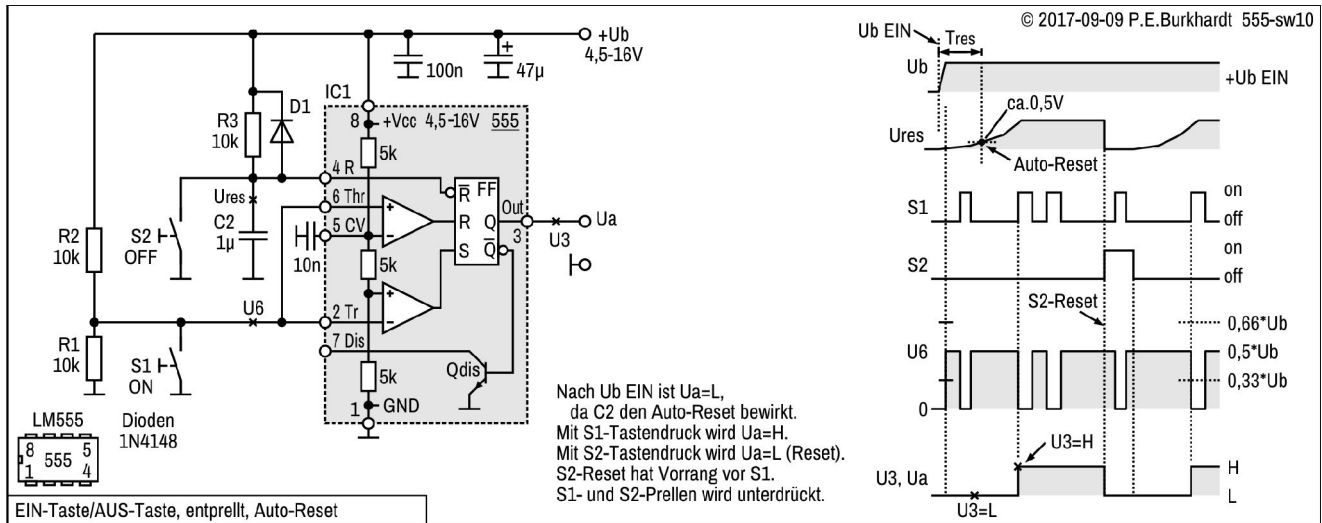 © 2017-09-09 P.E.Burkhardt 555-sw10
+Ub
4,5-16V
100n
47µ
+
IC1
D1
R3
10k
8
+Vcc 4,5-16V 555
5k
4 R
6 Thr
5 CV
Ures
C2
1µ
R2
10k
S2
OFF
10n
5k
R FF
R Q
S Q
Out
3
U3
Ua
U6
2 Tr
7 Dis
R1
10k
S1
ON
5k
Qdis
1
GND
LM555
8 5
555
1 4
Dioden
1N4148
Nach Ub EIN ist Ua=L,
da C2 den Auto-Reset bewirkt.
Mit S1-Tastendruck wird Ua=H.
Mit S2-Tastendruck wird Ua=L (Reset).
S2-Reset hat Vorrang vor S1.
S1- und S2-Prellen wird unterdrückt.
EIN-Taste/AUS-Taste, entprellt, Auto-Reset
Ub EIN
Tres
Ub
+Ub EIN
ca.0,5V
Ures
Auto-Reset
S1
on
off
S2
on
off
S2-Reset
0,66*Ub
U6
0,5*Ub
0,33*Ub
0
U3=H
U3, Ua
H
L
U3=L